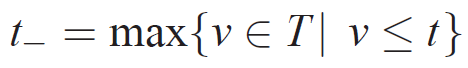 t₋ = max{v ∈ T| v ≤ t}